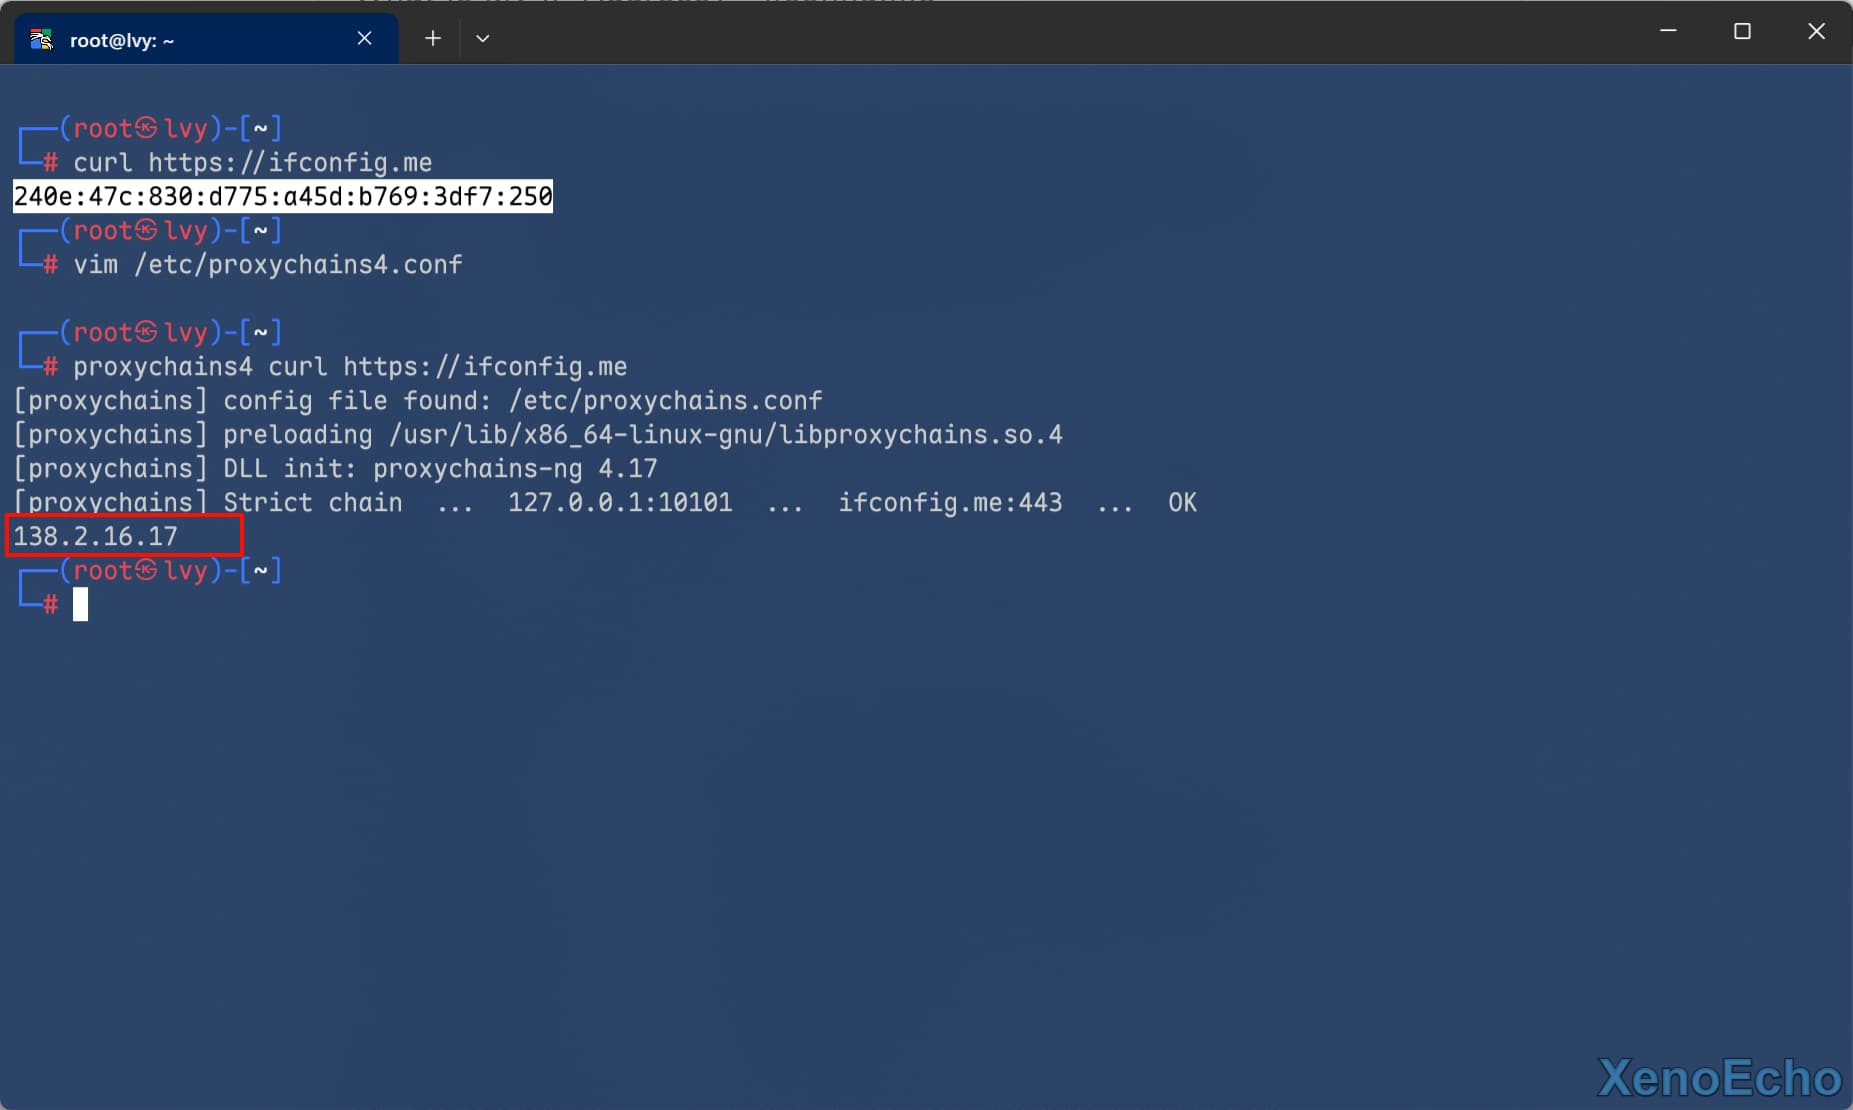 root@lvy: ~
┌──(root㉿lvy)-[~]
└─# curl https://ifconfig.me
240e:47c:830:d775:a45d:b769:3df7:250
┌──(root㉿lvy)-[~]
└─# vim /etc/proxychains4.conf
┌──(root㉿lvy)-[~]
└─# proxychains4 curl https://ifconfig.me
[proxychains] config file found: /etc/proxychains.conf
[proxychains] preloading /usr/lib/x86_64-linux-gnu/libproxychains.so.4
[proxychains] DLL init: proxychains-ng 4.17
[proxychains] Strict chain  ...  127.0.0.1:10101  ...  ifconfig.me:443  ...  OK
138.2.16.17
┌──(root㉿lvy)-[~]
└─#
XenoEcho